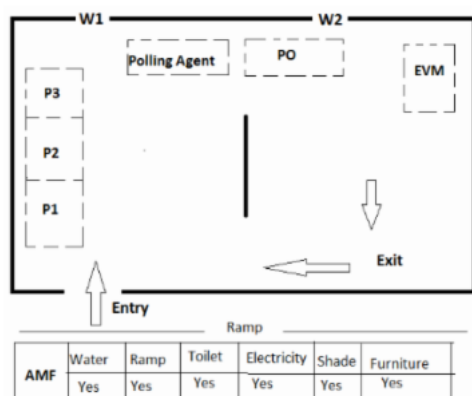 W1 W2
Polling Agent PO
EVM
P3
P2
P1
Exit
Entry
Ramp
AMF Water Ramp Toilet Electricity Shade Furniture
Yes Yes Yes Yes Yes Yes